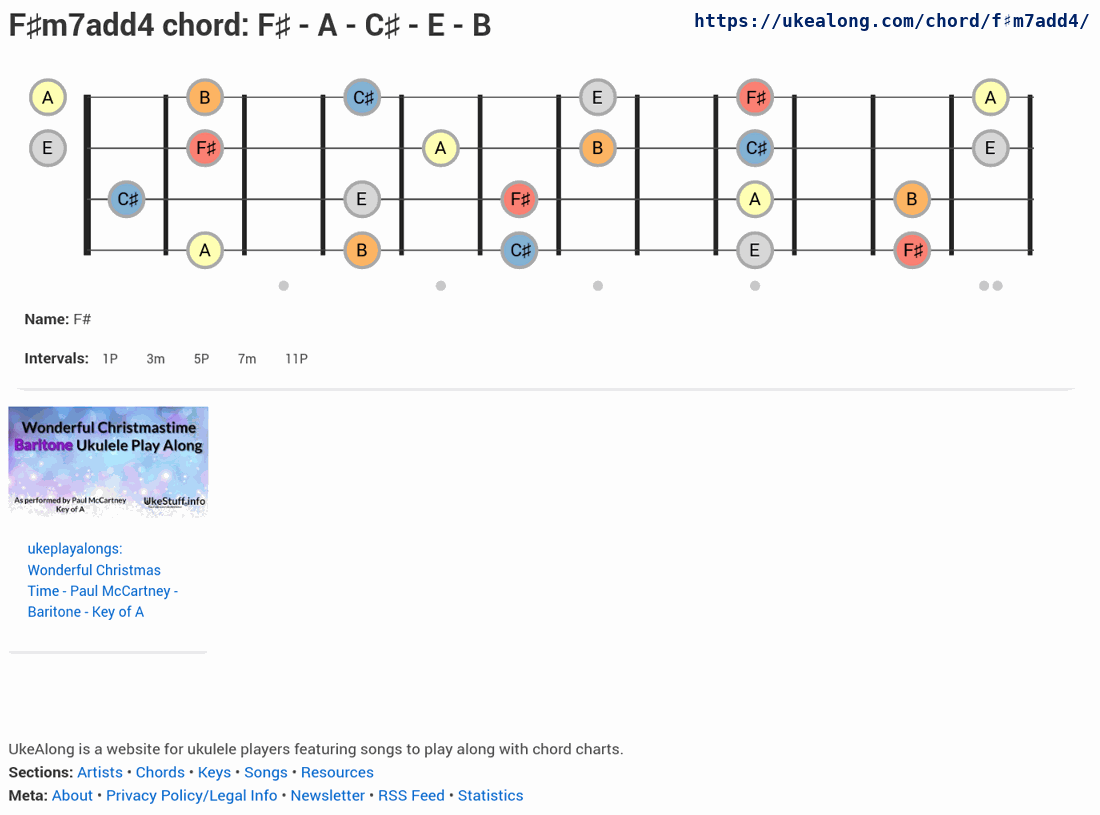 F♯m7add4 chord: F♯ - A - C♯ - E - B
https://ukealong.com/chord/f♯m7add4/
A B C♯ E F♯ A
E F♯ A B C♯ E
C♯ E F♯ A B
A B C♯ E F♯
Name: F#
Intervals: 1P 3m 5P 7m 11P
Wonderful Christmastime
Baritone Ukulele Play Along
As performed by Paul McCartney
Key of A
UkeStuff.info
ukeplayalongs:
Wonderful Christmas
Time - Paul McCartney -
Baritone - Key of A
UkeAlong is a website for ukulele players featuring songs to play along with chord charts.
Sections: Artists • Chords • Keys • Songs • Resources
Meta: About • Privacy Policy/Legal Info • Newsletter • RSS Feed • Statistics